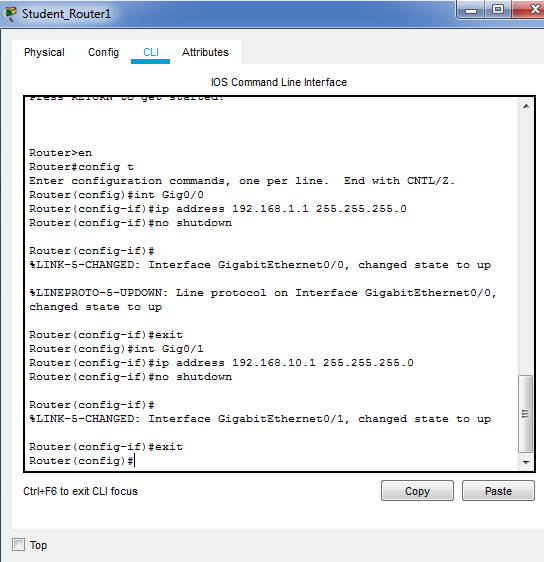 Student_Router1
Physical Config CLI Attributes
IOS Command Line Interface
Press RETURN to get started!
Router>en
Router#config t
Enter configuration commands, one per line.  End with CNTL/Z.
Router(config)#int Gig0/0
Router(config-if)#ip address 192.168.1.1 255.255.255.0
Router(config-if)#no shutdown
Router(config-if)#
%LINK-5-CHANGED: Interface GigabitEthernet0/0, changed state to up
%LINEPROTO-5-UPDOWN: Line protocol on Interface GigabitEthernet0/0,
changed state to up
Router(config-if)#exit
Router(config)#int Gig0/1
Router(config-if)#ip address 192.168.10.1 255.255.255.0
Router(config-if)#no shutdown
Router(config-if)#
%LINK-5-CHANGED: Interface GigabitEthernet0/1, changed state to up
Router(config-if)#exit
Router(config)#
Ctrl+F6 to exit CLI focus
Copy Paste
Top